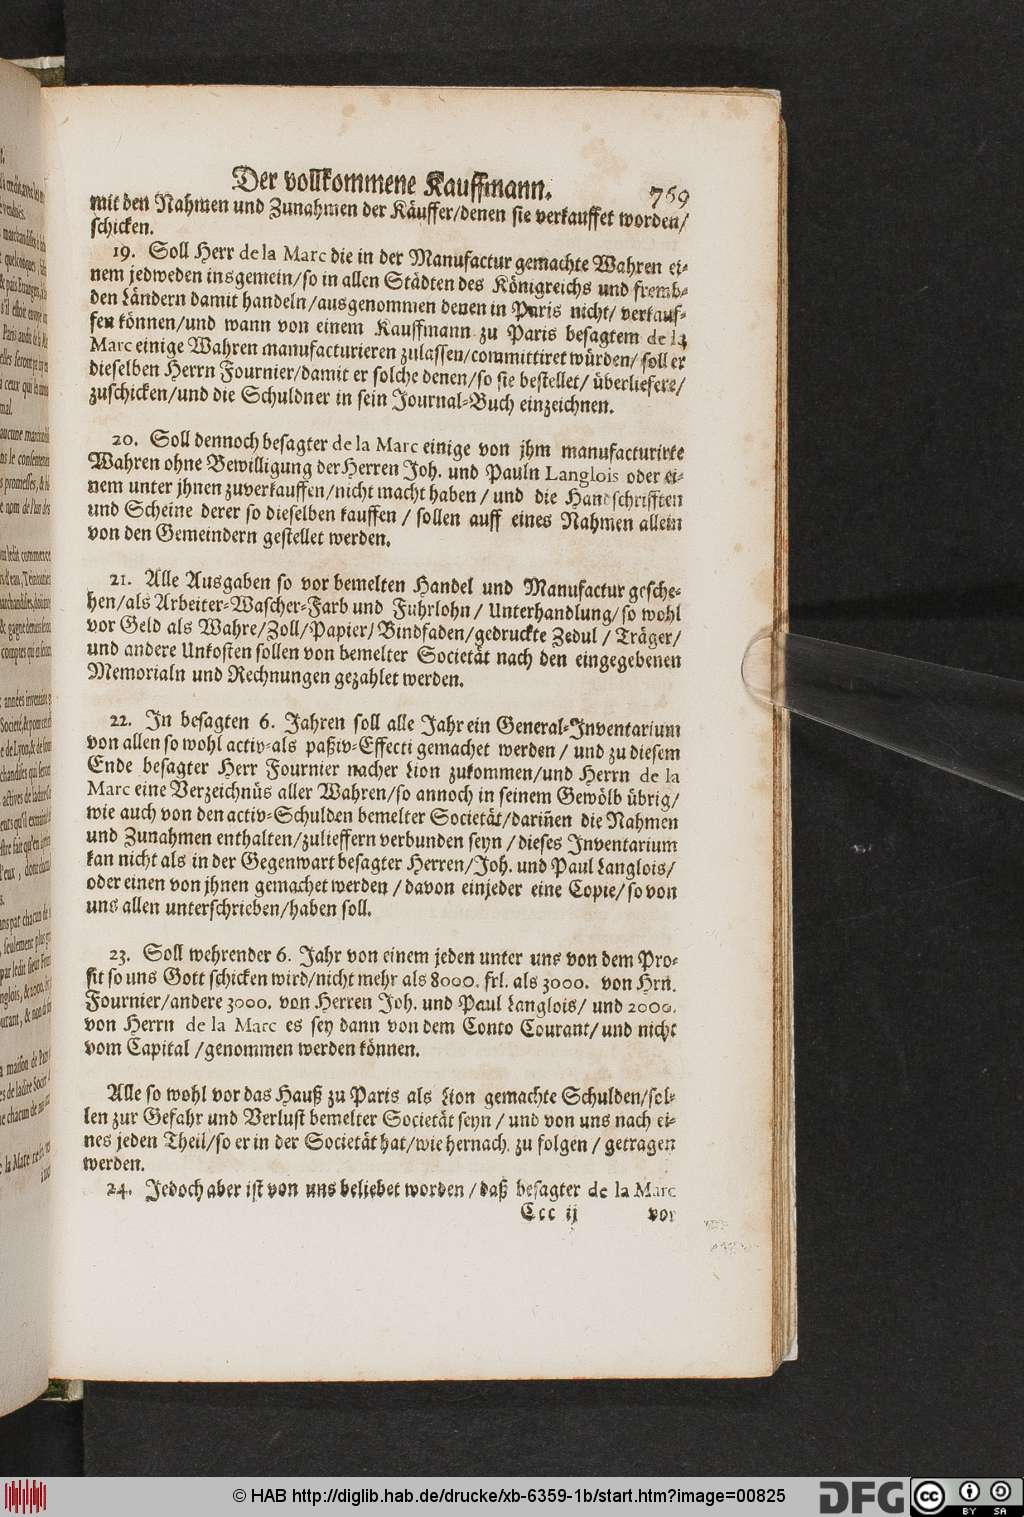 Der vollkommene Kauffmann. 759
mit den Nahmen und Zunahmen der Käuffer/denen sie verkauffet worden/
schicken.
19. Soll Herr de la Marc die in der Manufactur gemachte Wahren ei-
nem jedweden insgemein/so in allen Städten des Königreichs und fremb-
den Ländern damit handeln/ausgenommen denen in Paris nicht/ verkauf-
fen können/und wann von einem Kauffmann zu Paris besagtem de la
Marc einige Wahren manufacturieren zulassen/committiret würden/ soll er
dieselben Herrn Fournier/damit er solche denen/so sie bestellet/ überliefere/
zuschicken/und die Schuldner in sein Journal-Buch einzeichnen.
20. Soll dennoch besagter de la Marc einige von jhm manufacturirte
Wahren ohne Bewilligung der Herren Joh. und Pauln Langlois oder ei-
nem unter jhnen zuverkauffen/nicht macht haben / und die Handschrifften
und Scheine derer so dieselben kauffen / sollen auff eines Nahmen allein
von den Gemeindern gestellet werden.
21. Alle Ausgaben so vor bemelten Handel und Manufactur gesche-
hen/als Arbeiter-Wascher-Farb und Fuhrlohn / Unterhandlung/ so wohl
vor Geld als Wahre/Zoll/Papier/ Bindfaden/gedruckte Zedul / Träger/
und andere Unkosten sollen von bemelter Societät nach den eingegebenen
Memorialn und Rechnungen gezahlet werden.
22. In besagten 6. Jahren soll alle Jahr ein General-Inventarium
von allen so wohl activ-als paßiv-Effecti gemachet werden / und zu diesem
Ende besagter Herr Fournier nacher Lion zukommen/und Herrn de la
Marc eine Verzeichnüs aller Wahren/so annoch in seinem Gewölb übrig/
wie auch von den activ-Schulden bemelter Societät/darin̄en die Nahmen
und Zunahmen enthalten/zulieffern verbunden seyn / dieses Inventarium
kan nicht als in der Gegenwart besagter Herren/Joh. und Paul Langlois/
oder einen von jhnen gemachet werden / davon einjeder eine Copie/so von
uns allen unterschrieben/haben soll.
23. Soll wehrender 6. Jahr von einem jeden unter uns von dem Pro-
fit so uns Gott schicken wird/nicht mehr als 8000. frl. als 3000. von Hrn.
Fournier/andere 3000. von Herren Joh. und Paul Langlois/ und 2000.
von Herrn de la Marc es sey dann von dem Conto Courant/ und nicht
vom Capital /genommen werden können.
Alle so wohl vor das Hauß zu Paris als Lion gemachte Schulden/sol-
len zur Gefahr und Verlust bemelter Societät seyn / und von uns nach ei-
nes jeden Theil/so er in der Societät hat/wie hernach zu folgen / getragen
werden.
24. Jedoch aber ist von uns beliebet worden / daß besagter de la Marc
Ccc ij vor
© HAB http://diglib.hab.de/drucke/xb-6359-1b/start.htm?image=00825
DFG
cc BY SA